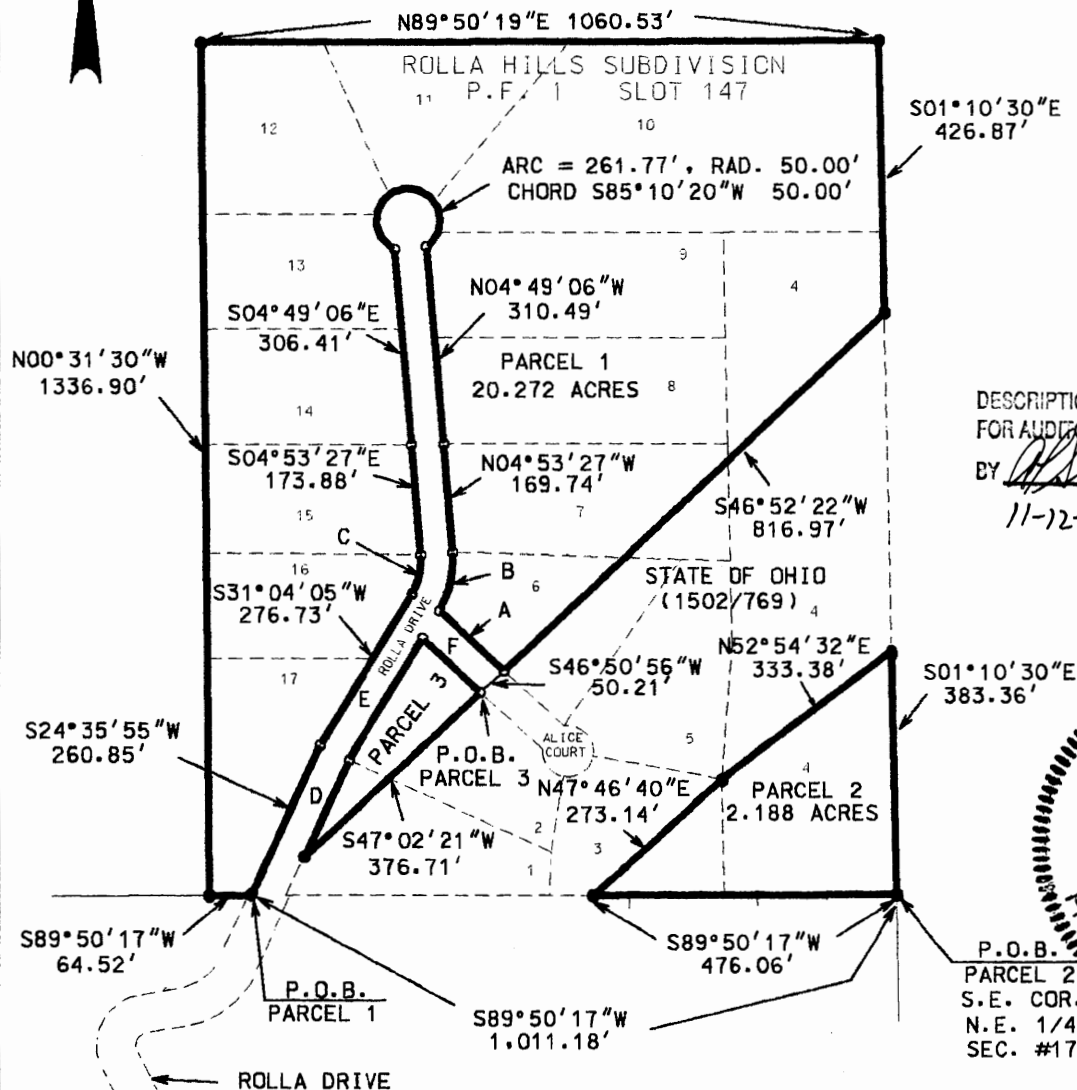 N89°50'19"E 1060.53'
ROLLA HILLS SUBDIVISION
P.F. 1 SLOT 147
11
12
10
S01°10'30"E
426.87'
ARC = 261.77', RAD. 50.00'
CHORD S85°10'20"W 50.00'
13
9
4
N04°49'06"W
310.49'
S04°49'06"E
306.41'
N00°31'30"W
1336.90'
PARCEL 1
20.272 ACRES
8
14
DESCRIPTIO
FOR AUDITO
BY
11-12-
S04°53'27"E
173.88'
N04°53'27"W
169.74'
S46°52'22"W
816.97'
15
7
C
16
B
6
S31°04'05"W
276.73'
A
STATE OF OHIO
(1502/769)
4
ROLLA DRIVE
F
N52°54'32"E
333.38'
S46°50'56"W
50.21'
S01°10'30"E
383.36'
17
E
PARCEL 3
S24°35'55"W
260.85'
ALICE
COURT
5
P.O.B.
PARCEL 3
4
D
N47°46'40"E
273.14'
PARCEL 2
2.188 ACRES
S47°02'21"W
376.71'
2
3
1
S89°50'17"W
64.52'
S89°50'17"W
476.06'
P.O.B.
PARCEL 1
P.O.B.
PARCEL 2
S.E. COR.
N.E. 1/4
SEC. #17
S89°50'17"W
1,011.18'
ROLLA DRIVE